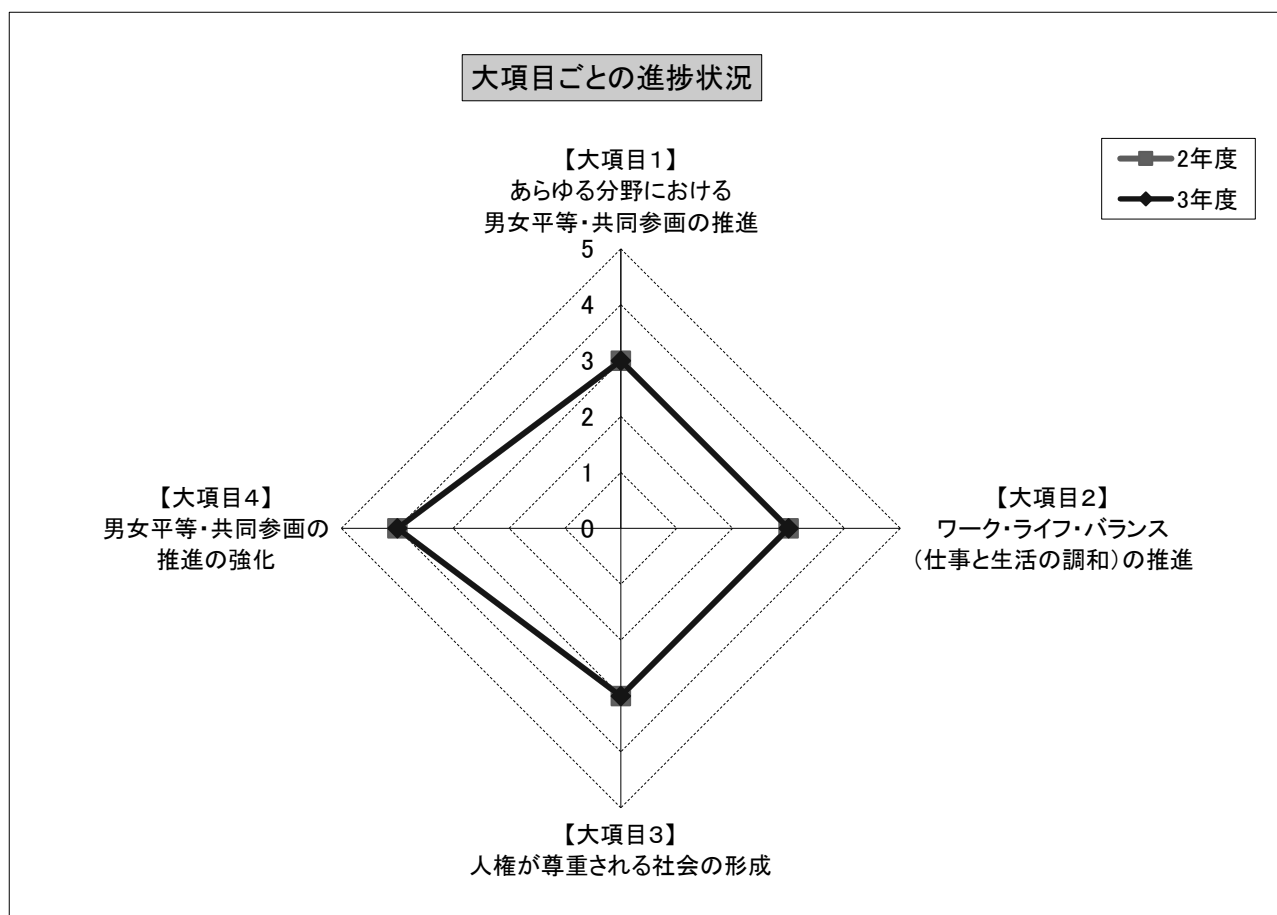 大項目ごとの進捗状況
2年度
3年度
【大項目1】
あらゆる分野における
男女平等・共同参画の推進
5
4
3
2
1
0
【大項目4】
男女平等・共同参画の
推進の強化
【大項目2】
ワーク・ライフ・バランス
(仕事と生活の調和)の推進
【大項目3】
人権が尊重される社会の形成